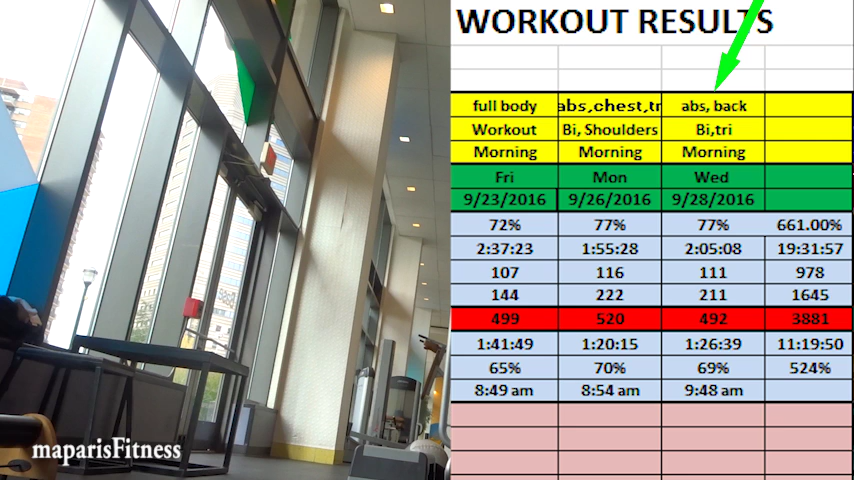 WORKOUT RESULTS
full body abs,chest,tr abs, back
Workout Bi, Shoulders Bi,tri
Morning Morning Morning
Fri Mon Wed
9/23/2016 9/26/2016 9/28/2016
72% 77% 77% 661.00%
2:37:23 1:55:28 2:05:08 19:31:57
107 116 111 978
144 222 211 1645
499 520 492 3881
1:41:49 1:20:15 1:26:39 11:19:50
65% 70% 69% 524%
8:49 am 8:54 am 9:48 am
maparisFitness